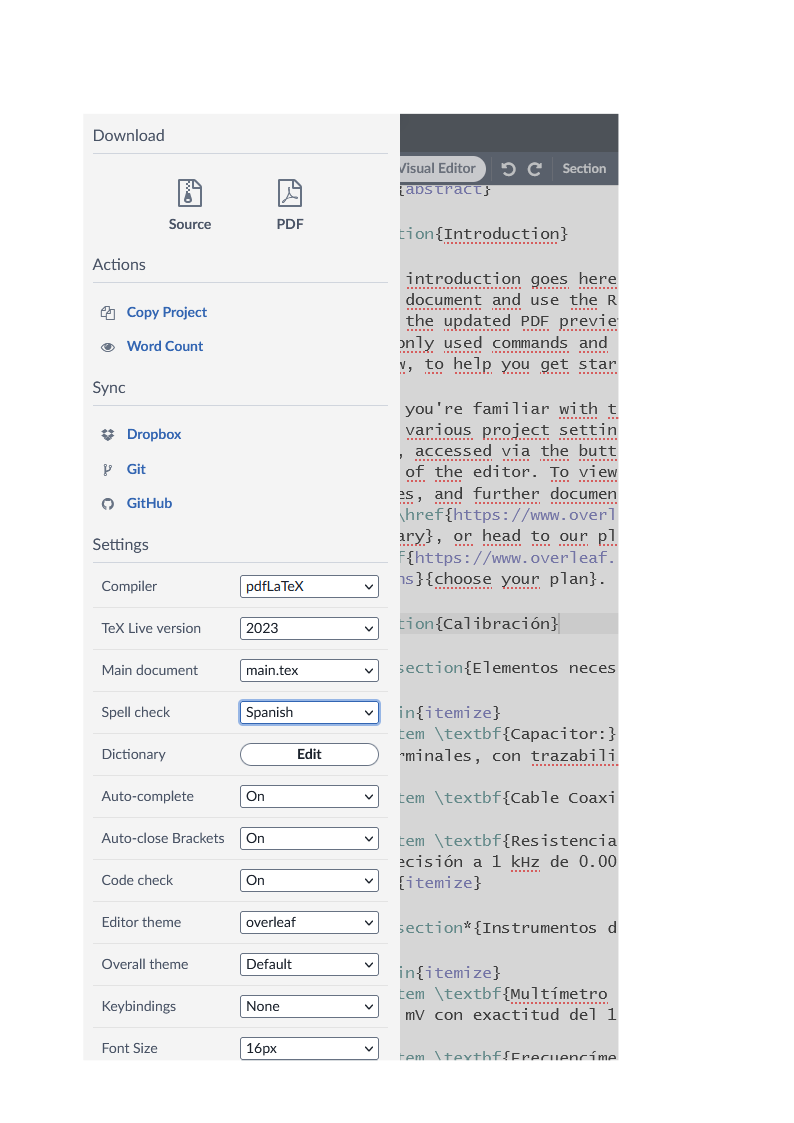 Download
Source
PDF
Actions
Copy Project
Word Count
Sync
Dropbox
Git
GitHub
Settings
Compiler pdfLaTeX
TeX Live version 2023
Main document main.tex
Spell check Spanish
Dictionary Edit
Auto-complete On
Auto-close Brackets On
Code check On
Editor theme overleaf
Overall theme Default
Keybindings None
Font Size 16px
Visual Editor Section
{abstract}
tion{Introduction}
introduction goes here
document and use the R
the updated PDF previe
only used commands and
w, to help you get star
you're familiar with t
various project settin
, accessed via the butt
of the editor. To view
es, and further documen
\href{https://www.overl
ary}, or head to our pl
f{https://www.overleaf.
ns}{choose your plan}.
tion{Calibración}
section{Elementos neces
in{itemize}
tem \textbf{Capacitor:}
rminales, con trazabili
tem \textbf{Cable Coaxi
tem \textbf{Resistencia
ecisión a 1 kHz de 0.00
{itemize}
section*{Instrumentos d
in{itemize}
tem \textbf{Multímetro
mV con exactitud del 1
tem \textbf{Frecuencíme